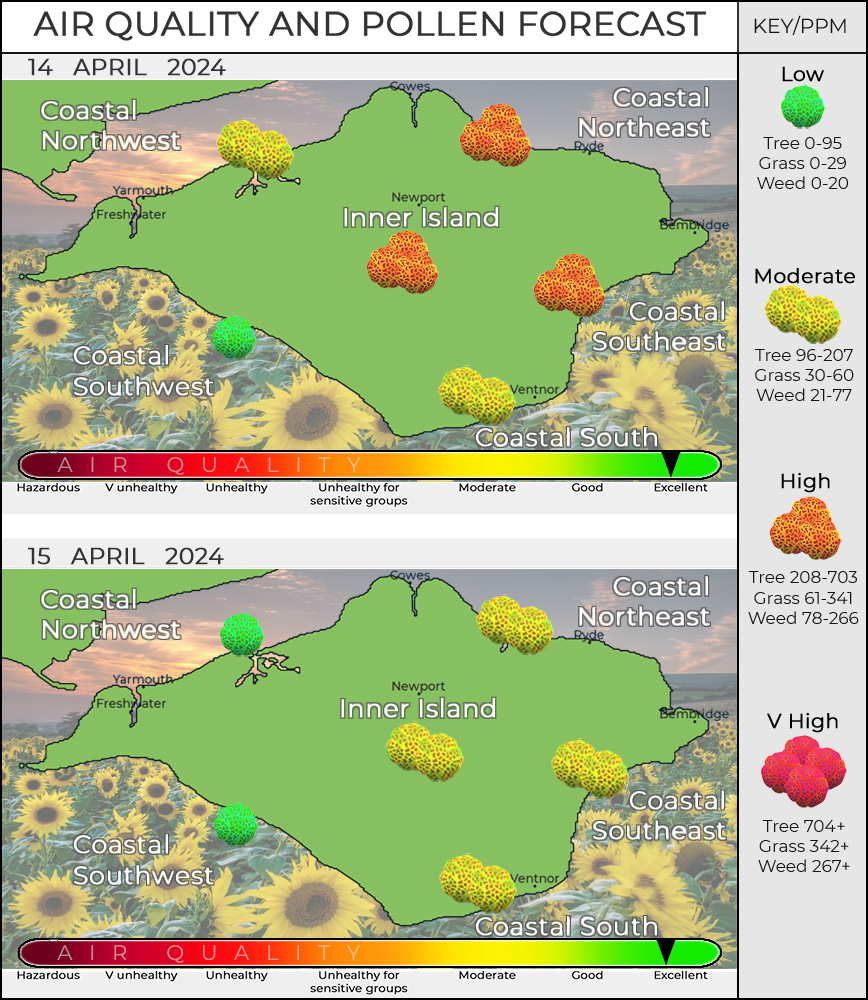 AIR QUALITY AND POLLEN FORECAST
14 APRIL 2024
Cowes
Coastal
Northwest
Coastal
Northeast
Ryde
Yarmouth
Freshwater
Newport
Inner Island
Bembridge
Coastal
Southeast
Coastal
Southwest
Ventnor
Coastal South
AIR QUALITY
Hazardous V unhealthy Unhealthy Unhealthy for Moderate Good Excellent
sensitive groups
15 APRIL 2024
Cowes
Coastal
Northwest
Coastal
Northeast
Ryde
Yarmouth
Freshwater
Newport
Inner Island
Bembridge
Coastal
Southeast
Coastal
Southwest
Ventnor
Coastal South
AIR QUALITY
Hazardous V unhealthy Unhealthy Unhealthy for Moderate Good Excellent
sensitive groups
KEY/PPM
Low
Tree 0-95
Grass 0-29
Weed 0-20
Moderate
Tree 96-207
Grass 30-60
Weed 21-77
High
Tree 208-703
Grass 61-341
Weed 78-266
V High
Tree 704+
Grass 342+
Weed 267+